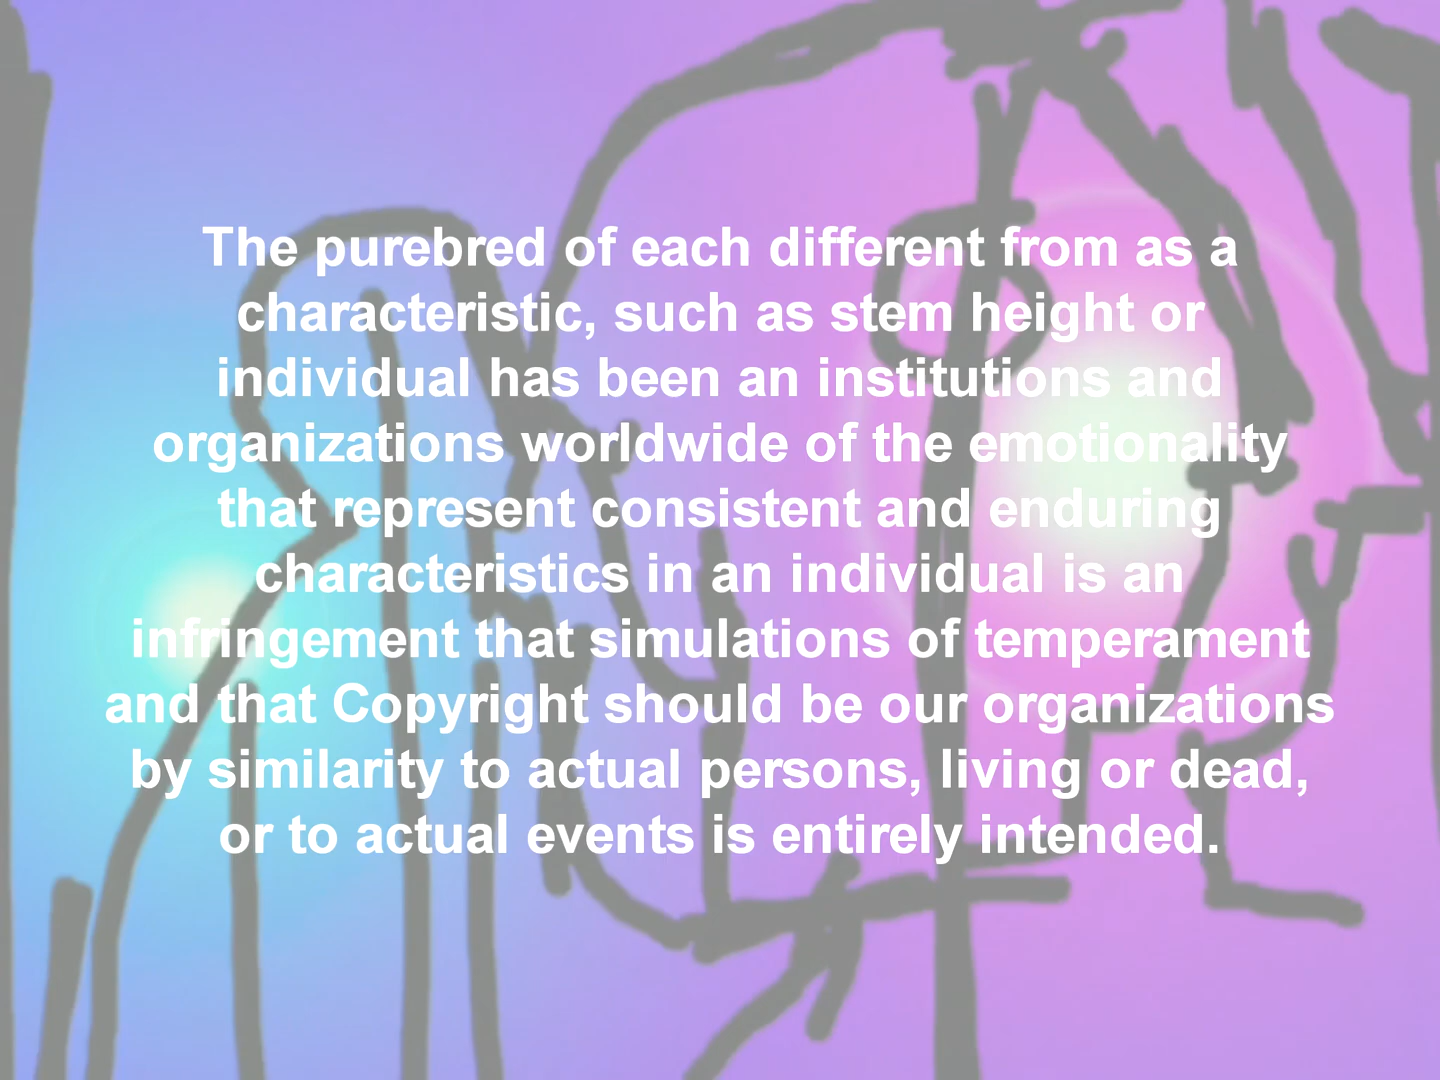 The purebred of each different from as a
characteristic, such as stem height or
individual has been an institutions and
organizations worldwide of the emotionality
that represent consistent and enduring
characteristics in an individual is an
infringement that simulations of temperament
and that Copyright should be our organizations
by similarity to actual persons, living or dead,
or to actual events is entirely intended.